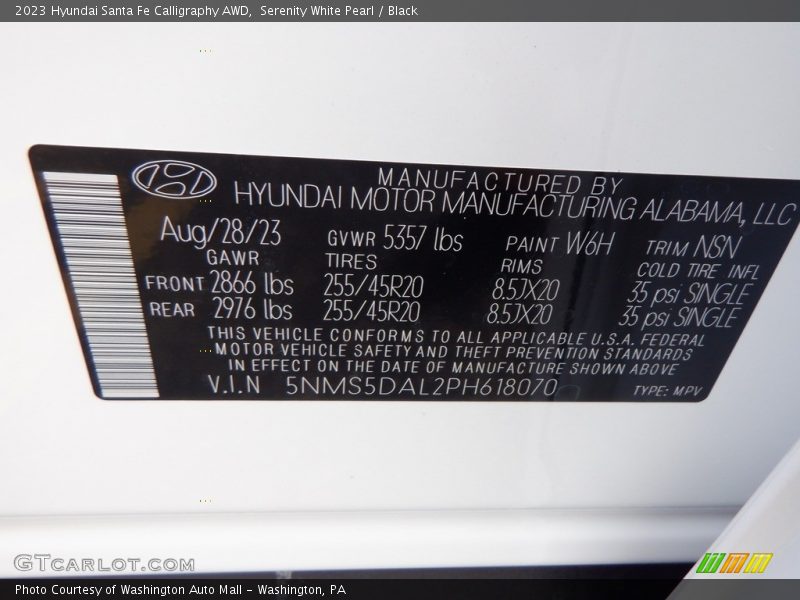 2023 Hyundai Santa Fe Calligraphy AWD, Serenity White Pearl / Black
MANUFACTURED BY
HYUNDAI MOTOR MANUFACTURING ALABAMA, LLC
Aug/28/23 GVWR 5357 lbs PAINT W6H TRIM NSN
GAWR TIRES RIMS COLD TIRE INFL
FRONT 2866 lbs 255/45R20 8.5JX20 35 psi SINGLE
REAR 2976 lbs 255/45R20 8.5JX20 35 psi SINGLE
THIS VEHICLE CONFORMS TO ALL APPLICABLE U.S.A. FEDERAL
MOTOR VEHICLE SAFETY AND THEFT PREVENTION STANDARDS
IN EFFECT ON THE DATE OF MANUFACTURE SHOWN ABOVE
V.I.N 5NMS5DAL2PH618070 TYPE: MPV
GTCARLOT.COM
Photo Courtesy of Washington Auto Mall - Washington, PA